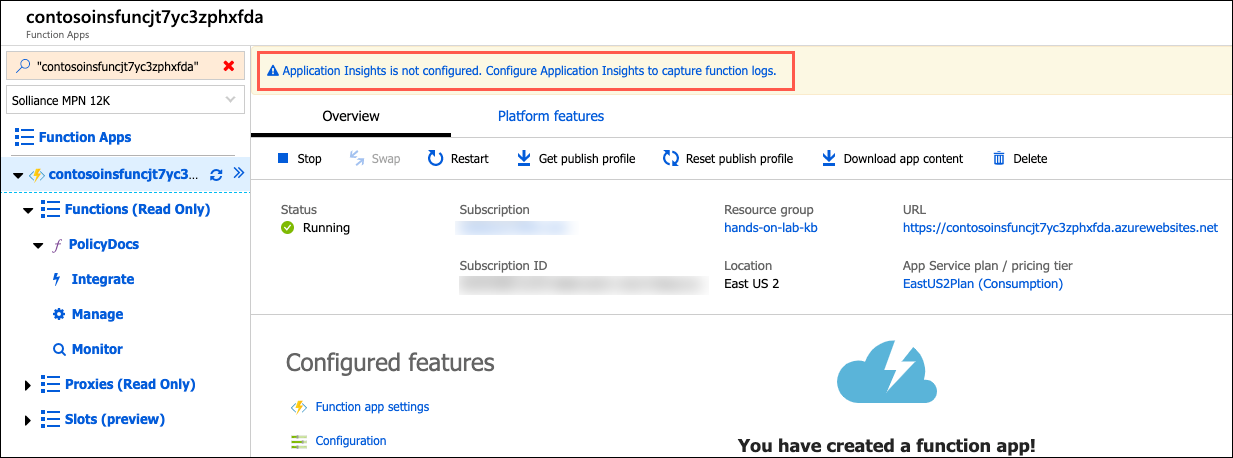 contosoinsfuncjt7yc3zphxfda
Function Apps
"contosoinsfuncjt7yc3zphxfda"
Solliance MPN 12K
Function Apps
contosoinsfuncjt7yc3...
Functions (Read Only)
PolicyDocs
Integrate
Manage
Monitor
Proxies (Read Only)
Slots (preview)
Application Insights is not configured. Configure Application Insights to capture function logs.
Overview Platform features
Stop Swap Restart Get publish profile Reset publish profile Download app content Delete
Status Subscription Resource group URL
Running hands-on-lab-kb https://contosoinsfuncjt7yc3zphxfda.azurewebsites.net
Subscription ID Location App Service plan / pricing tier
East US 2 EastUS2Plan (Consumption)
Configured features
Function app settings
Configuration
You have created a function app!